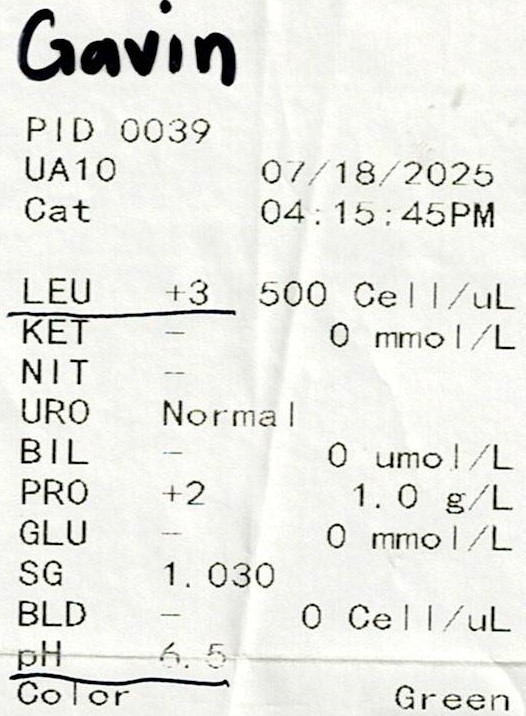 Gavin
PID 0039
UA10 07/18/2025
Cat 04:15:45PM
LEU +3 500 Cell/uL
KET - 0 mmol/L
NIT -
URO Normal
BIL - 0 umol/L
PRO +2 1.0 g/L
GLU - 0 mmol/L
SG 1.030
BLD - 0 Cell/uL
pH 6.5
Color Green